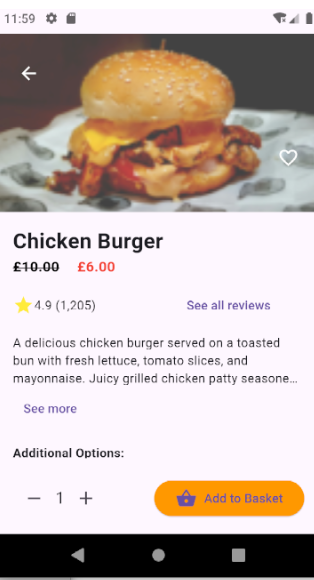 11:59
Chicken Burger
£10.00 £6.00
4.9 (1,205) See all reviews
A delicious chicken burger served on a toasted
bun with fresh lettuce, tomato slices, and
mayonnaise. Juicy grilled chicken patty seasone...
See more
Additional Options:
1 Add to Basket